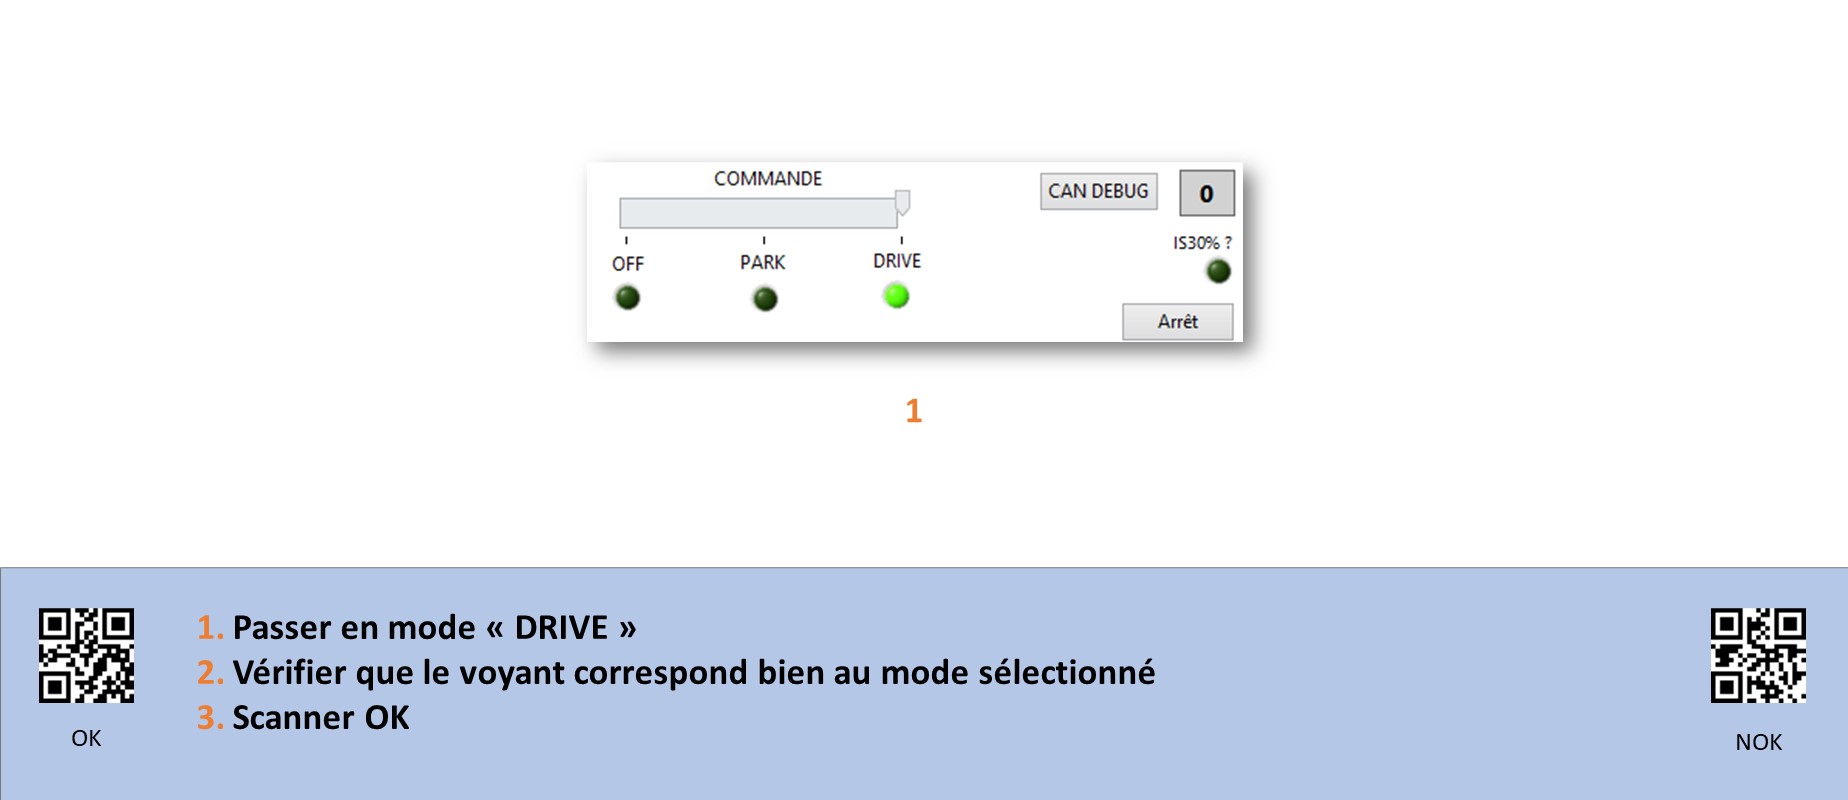 COMMANDE
CAN DEBUG
0
IS30% ?
OFF
PARK
DRIVE
Arrêt
1
1. Passer en mode « DRIVE »
2. Vérifier que le voyant correspond bien au mode sélectionné
3. Scanner OK
OK
NOK